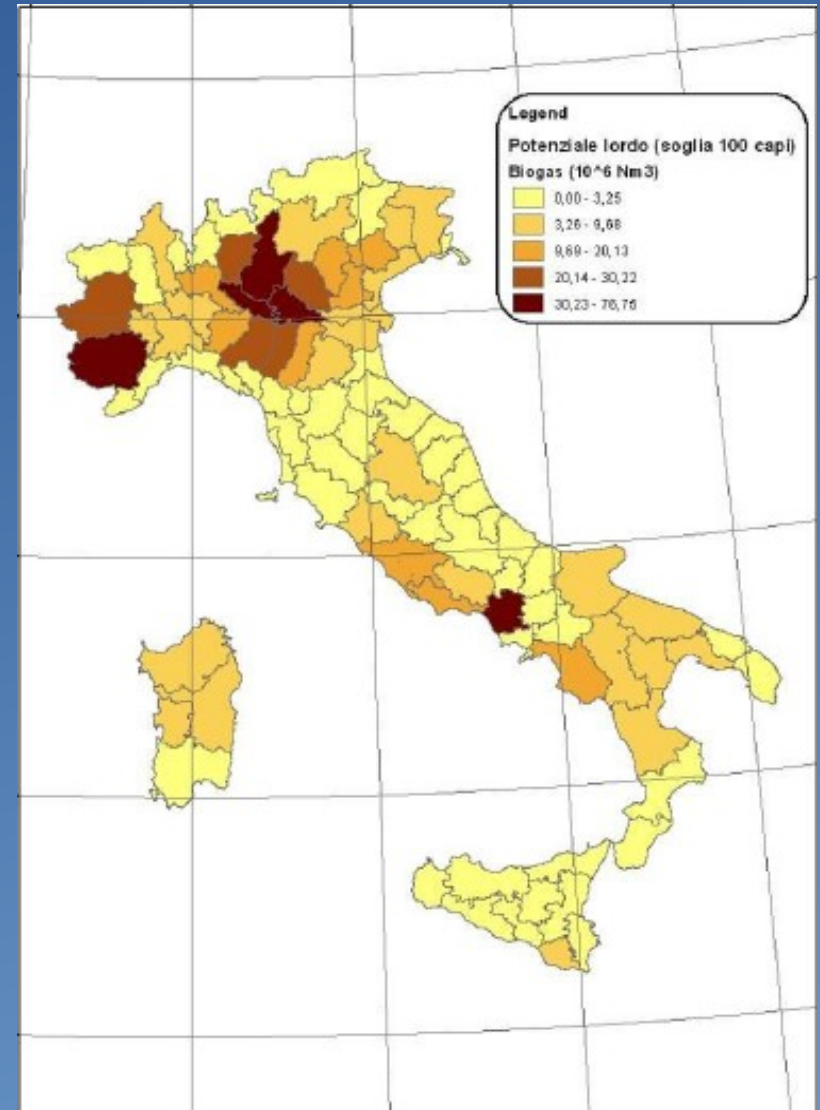 Legend
Potenziale lordo (soglia 100 capi)
Biogas (10^6 Nm3)
0,00 - 3,25
3,26 - 9,68
9,69 - 20,13
20,14 - 30,22
30,23 - 76,76